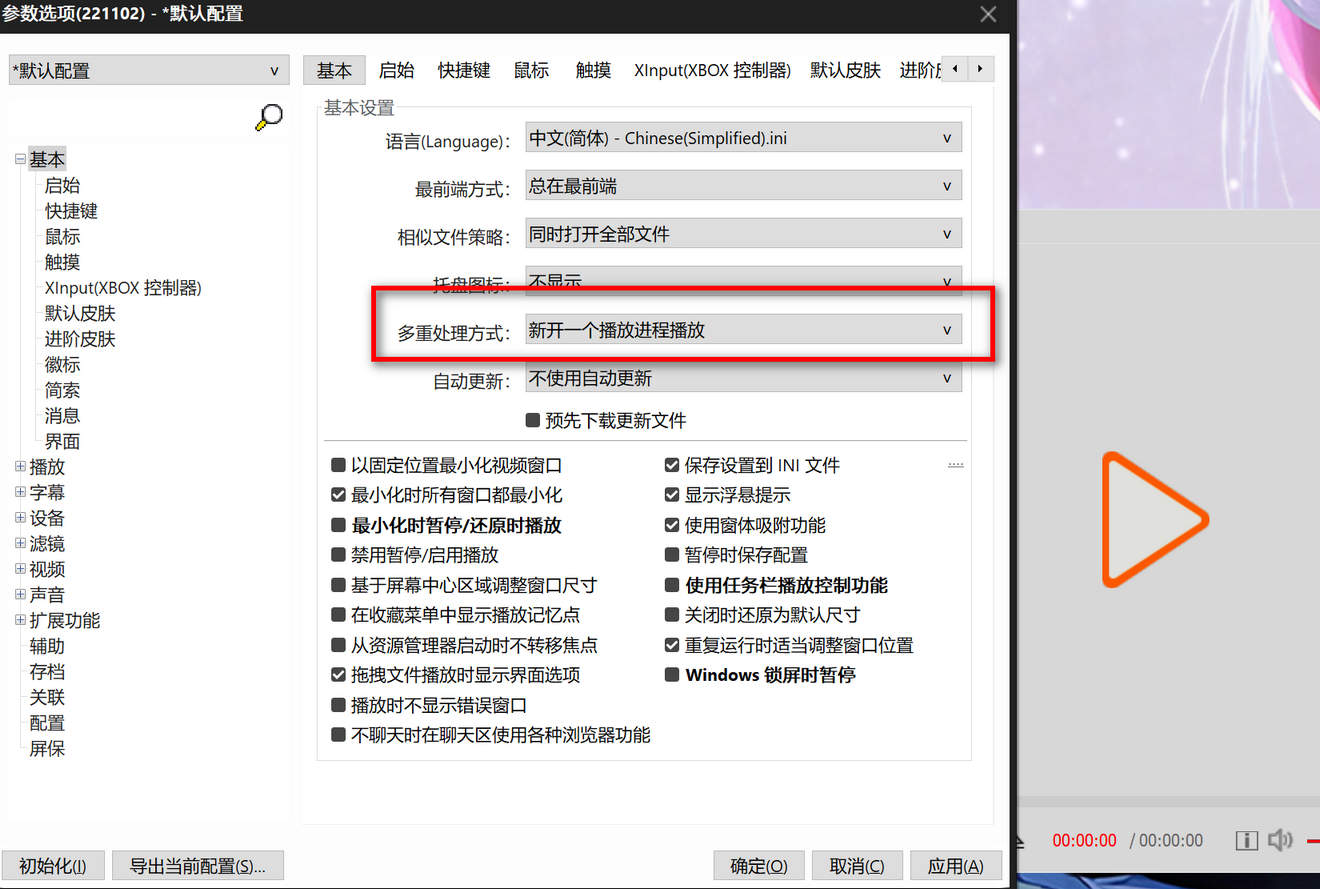 参数选项(221102) - *默认配置
*默认配置
基本
启始
快捷键
鼠标
触摸
XInput(XBOX 控制器)
默认皮肤
进阶皮肤
徽标
简索
消息
界面
播放
字幕
设备
滤镜
视频
声音
扩展功能
辅助
存档
关联
配置
屏保
基本 启始 快捷键 鼠标 触摸 XInput(XBOX 控制器) 默认皮肤 进阶
基本设置
语言(Language): 中文(简体) - Chinese(Simplified).ini
最前端方式: 总在最前端
相似文件策略: 同时打开全部文件
托盘图标: 不显示
多重处理方式: 新开一个播放进程播放
自动更新: 不使用自动更新
预先下载更新文件
以固定位置最小化视频窗口
最小化时所有窗口都最小化
最小化时暂停/还原时播放
禁用暂停/启用播放
基于屏幕中心区域调整窗口尺寸
在收藏菜单中显示播放记忆点
从资源管理器启动时不转移焦点
拖拽文件播放时显示界面选项
播放时不显示错误窗口
不聊天时在聊天区使用各种浏览器功能
保存设置到 INI 文件
显示浮悬提示
使用窗体吸附功能
暂停时保存配置
使用任务栏播放控制功能
关闭时还原为默认尺寸
重复运行时适当调整窗口位置
Windows 锁屏时暂停
初始化(I) 导出当前配置(S)... 确定(O) 取消(C) 应用(A)
00:00:00 / 00:00:00